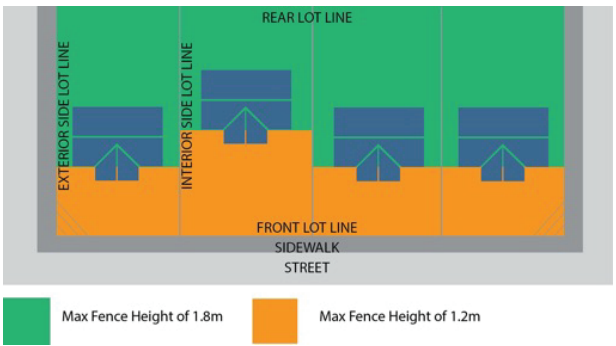 REAR LOT LINE
EXTERIOR SIDE LOT LINE
INTERIOR SIDE LOT LINE
FRONT LOT LINE
SIDEWALK
STREET
Max Fence Height of 1.8m
Max Fence Height of 1.2m